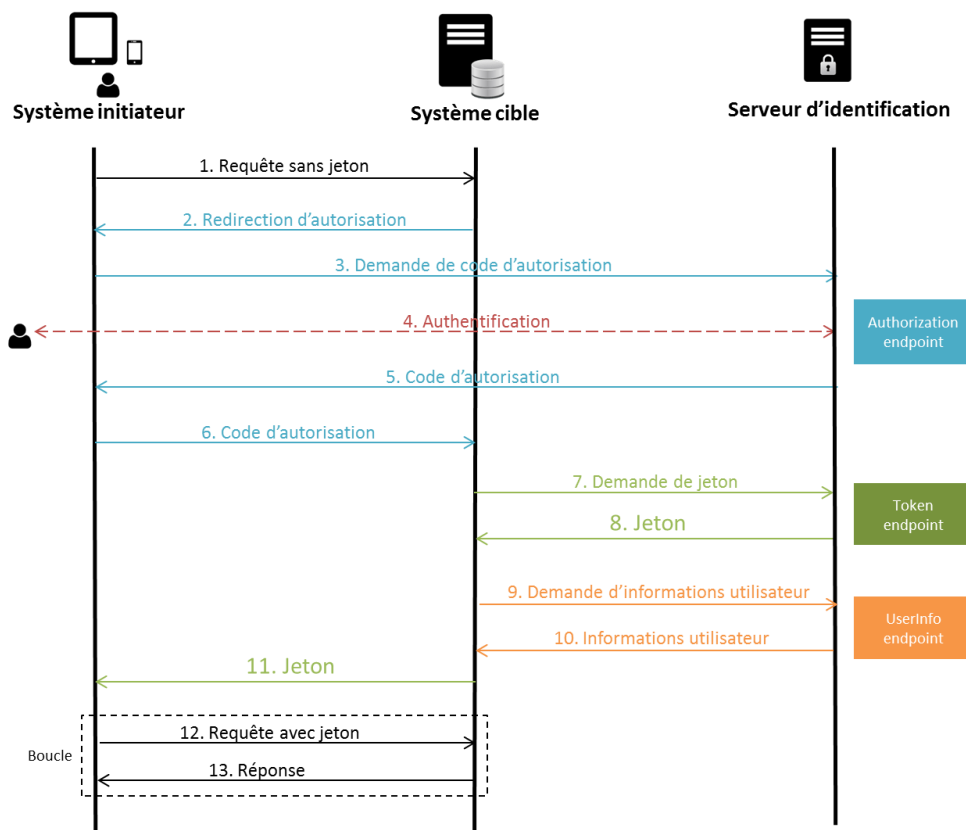 Système initiateur
Système cible
Serveur d’identification
1. Requête sans jeton
2. Redirection d’autorisation
3. Demande de code d’autorisation
4. Authentification
Authorization
endpoint
5. Code d’autorisation
6. Code d’autorisation
7. Demande de jeton
8. Jeton
Token
endpoint
9. Demande d’informations utilisateur
10. Informations utilisateur
UserInfo
endpoint
11. Jeton
12. Requête avec jeton
Boucle
13. Réponse